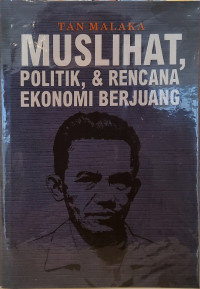 TAN MALAKA
MUSLIHAT,
POLITIK, & RENCANA
EKONOMI BERJUANG